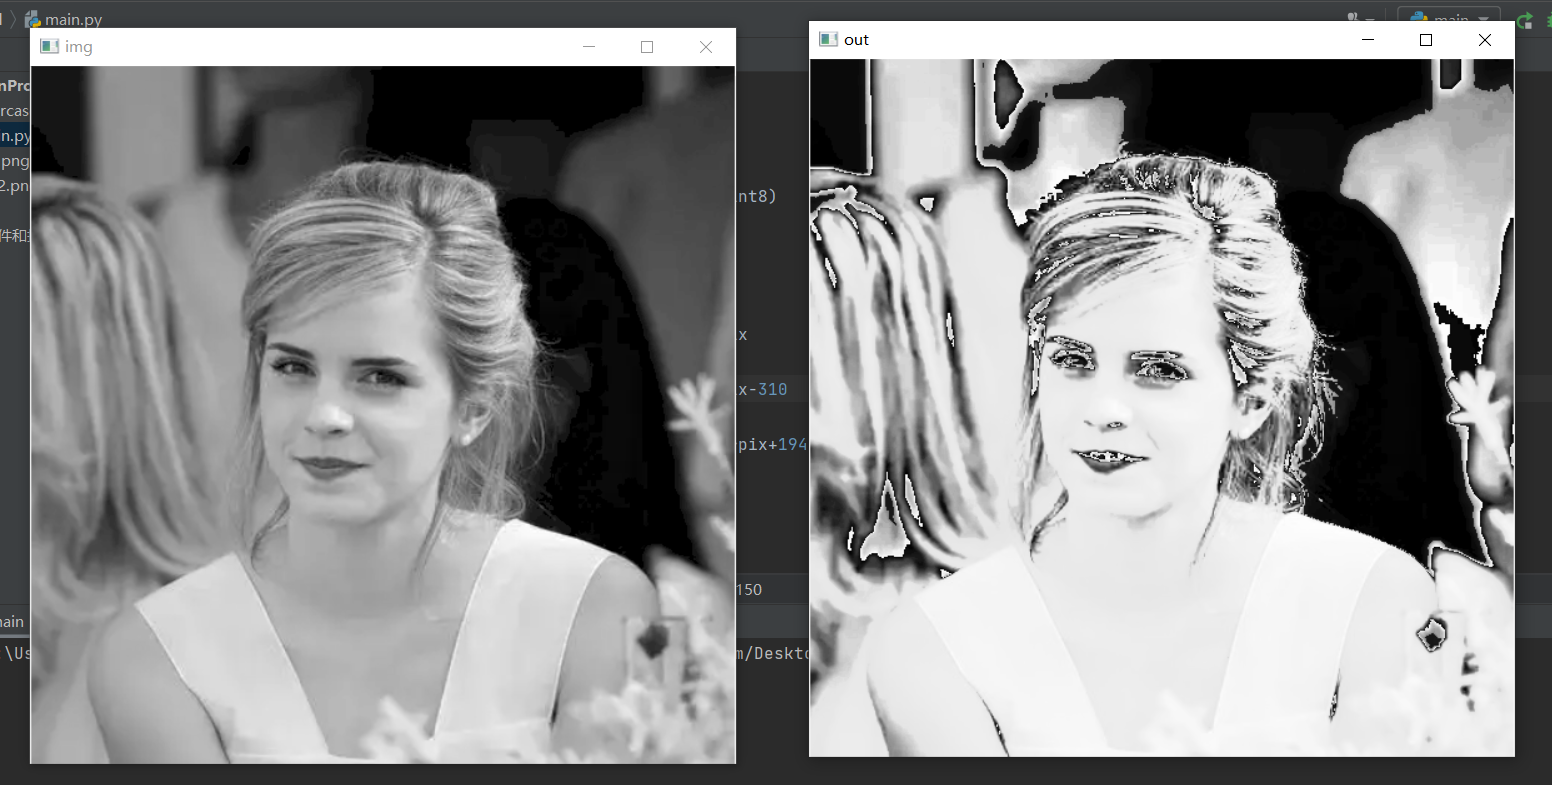 main.py
main
img
out
nPro
rcas
n.py
png
2.pn
nt8)
件和
x
x-310
pix+194
150
main
:\Us
m/Deskto